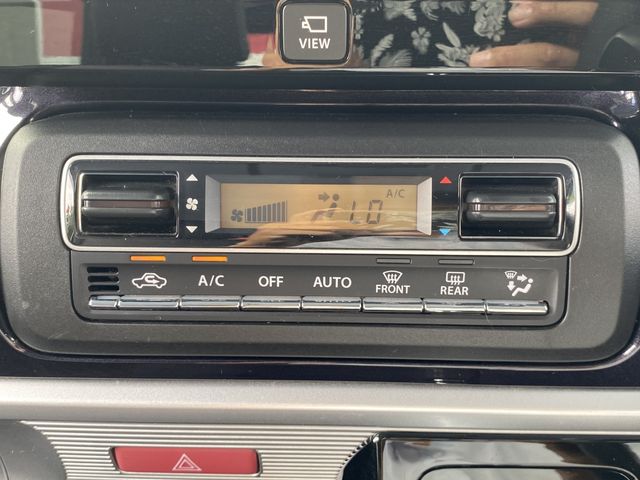 VIEW
A/C
LO
A/C OFF AUTO FRONT REAR